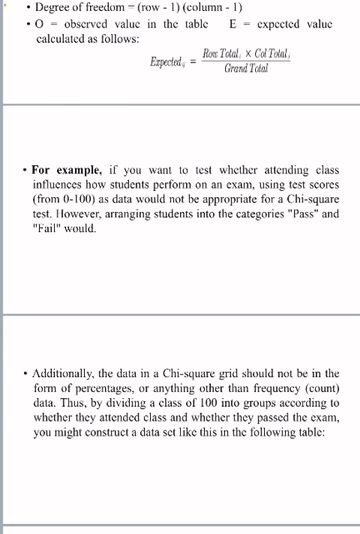 • Degree of freedom = (row - 1) (column - 1)
• O = observed value in the table E = expected value
calculated as follows:
Expectedᵢⱼ = Row Totalᵢ × Col Totalⱼ / Grand Total
• For example, if you want to test whether attending class
influences how students perform on an exam, using test scores
(from 0-100) as data would not be appropriate for a Chi-square
test. However, arranging students into the categories "Pass" and
"Fail" would.
• Additionally, the data in a Chi-square grid should not be in the
form of percentages, or anything other than frequency (count)
data. Thus, by dividing a class of 100 into groups according to
whether they attended class and whether they passed the exam,
you might construct a data set like this in the following table: